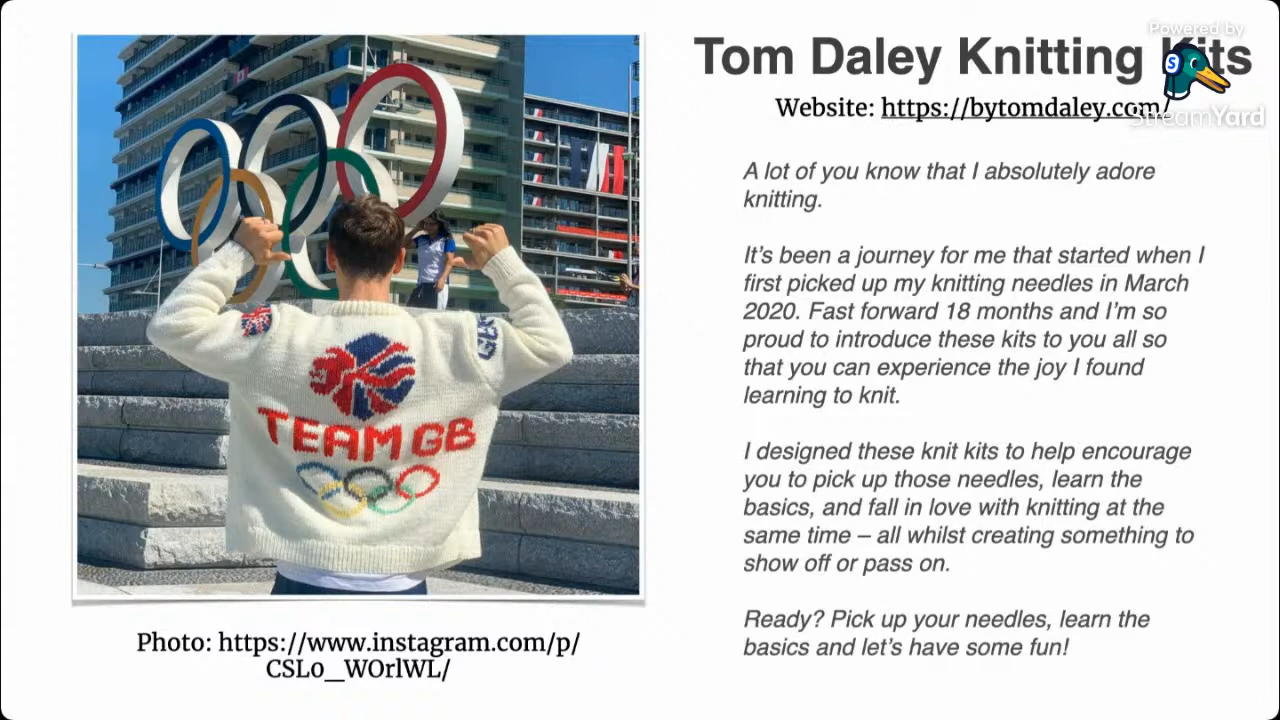 Powered by
Tom Daley Knitting Kits
Website: https://bytomdaley.com/
StreamYard
A lot of you know that I absolutely adore
knitting.
It's been a journey for me that started when I
first picked up my knitting needles in March
2020. Fast forward 18 months and I'm so
proud to introduce these kits to you all so
that you can experience the joy I found
learning to knit.
I designed these knit kits to help encourage
you to pick up those needles, learn the
basics, and fall in love with knitting at the
same time – all whilst creating something to
show off or pass on.
Ready? Pick up your needles, learn the
basics and let's have some fun!
TEAM GB
GB
Photo: https://www.instagram.com/p/
CSLo_WOrlWL/